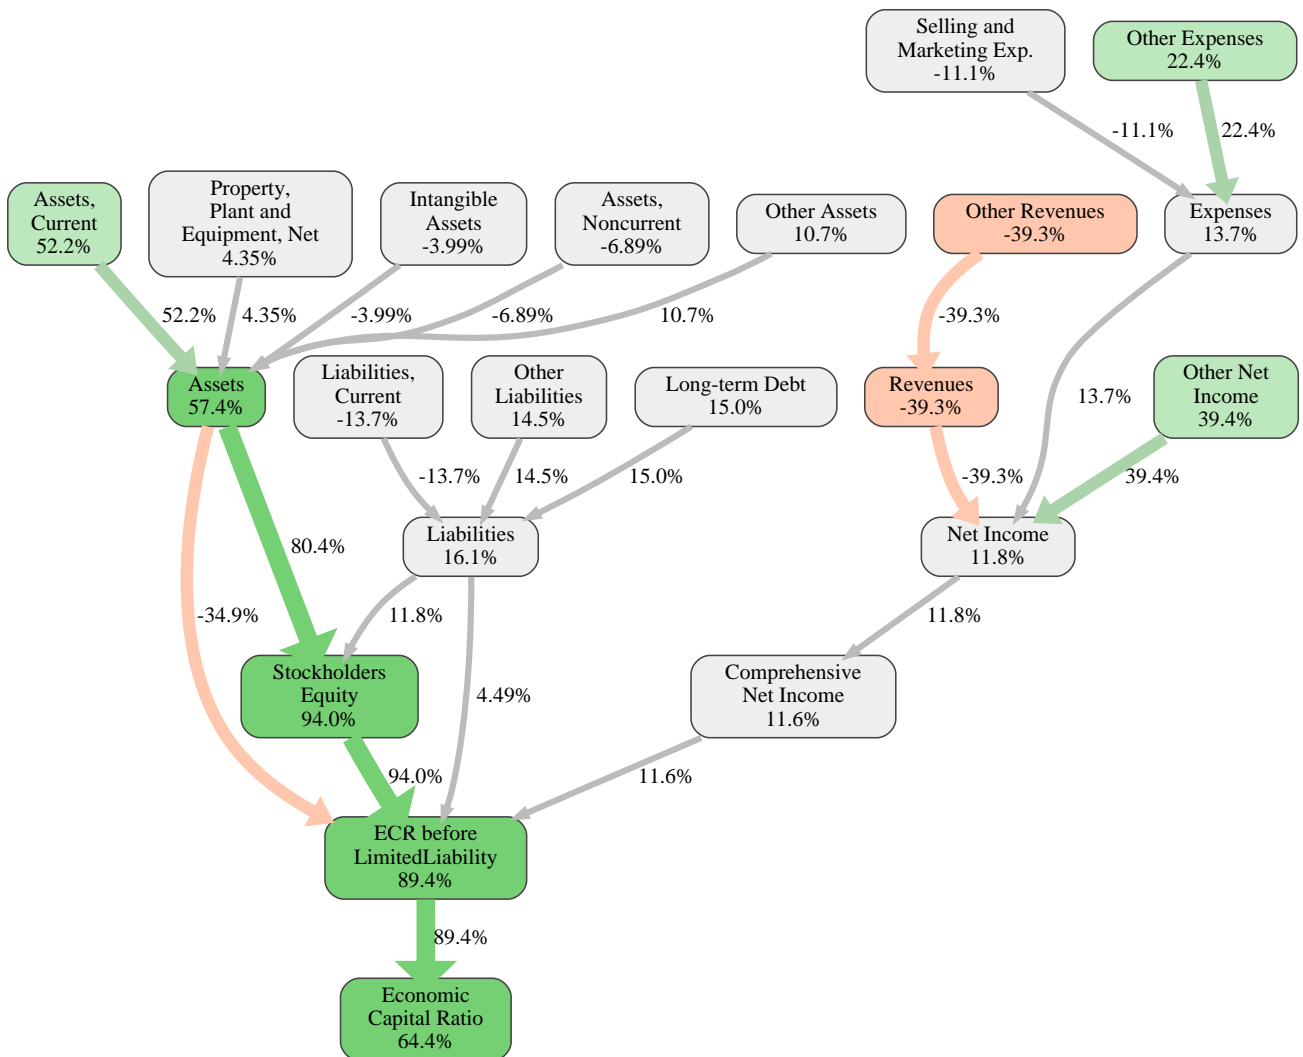 Selling and
Marketing Exp.
-11.1%
Other Expenses
22.4%
-11.1%
22.4%
Assets,
Current
52.2%
Property,
Plant and
Equipment, Net
4.35%
Intangible
Assets
-3.99%
Assets,
Noncurrent
-6.89%
Other Assets
10.7%
Other Revenues
-39.3%
Expenses
13.7%
52.2%
4.35%
-3.99%
-6.89%
10.7%
-39.3%
Assets
57.4%
Liabilities,
Current
-13.7%
Other
Liabilities
14.5%
Long-term Debt
15.0%
Revenues
-39.3%
13.7%
Other Net
Income
39.4%
-13.7%
14.5%
15.0%
-39.3%
39.4%
80.4%
Liabilities
16.1%
Net Income
11.8%
-34.9%
11.8%
11.8%
Stockholders
Equity
94.0%
4.49%
Comprehensive
Net Income
11.6%
94.0%
11.6%
ECR before
LimitedLiability
89.4%
89.4%
Economic
Capital Ratio
64.4%